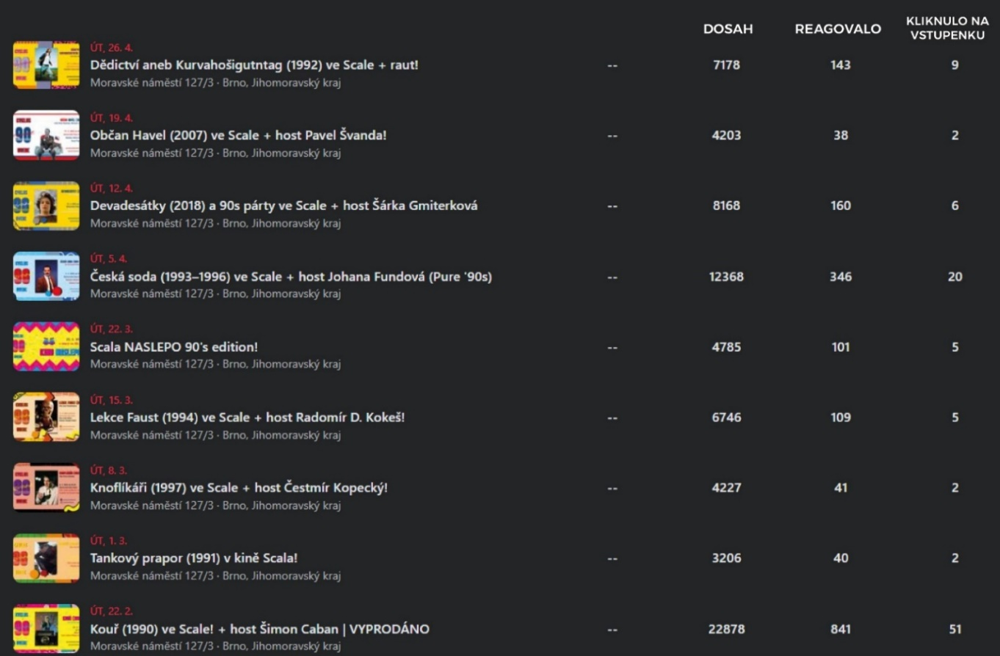 DOSAH REAGOVALO KLIKNULO NA
VSTUPENKU
ÚT, 26. 4.
Dědictví aneb Kurvahošigutntag (1992) ve Scale + raut! -- 7178 143 9
Moravské náměstí 127/3 · Brno, Jihomoravský kraj
ÚT, 19. 4.
Občan Havel (2007) ve Scale + host Pavel Švanda! -- 4203 38 2
Moravské náměstí 127/3 · Brno, Jihomoravský kraj
ÚT, 12. 4.
Devadesátky (2018) a 90s párty ve Scale + host Šárka Gmiterková -- 8168 160 6
Moravské náměstí 127/3 · Brno, Jihomoravský kraj
ÚT, 5. 4.
Česká soda (1993–1996) ve Scale + host Johana Fundová (Pure '90s) -- 12368 346 20
Moravské náměstí 127/3 · Brno, Jihomoravský kraj
ÚT, 22. 3.
Scala NASLEPO 90's edition! -- 4785 101 5
Moravské náměstí 127/3 · Brno, Jihomoravský kraj
ÚT, 15. 3.
Lekce Faust (1994) ve Scale + host Radomír D. Kokeš! -- 6746 109 5
Moravské náměstí 127/3 · Brno, Jihomoravský kraj
ÚT, 8. 3.
Knoflíkáři (1997) ve Scale + host Čestmír Kopecký! -- 4227 41 2
Moravské náměstí 127/3 · Brno, Jihomoravský kraj
ÚT, 1. 3.
Tankový prapor (1991) v kině Scala! -- 3206 40 2
Moravské náměstí 127/3 · Brno, Jihomoravský kraj
ÚT, 22. 2.
Kouř (1990) ve Scale! + host Šimon Caban | VYPRODÁNO -- 22878 841 51
Moravské náměstí 127/3 · Brno, Jihomoravský kraj